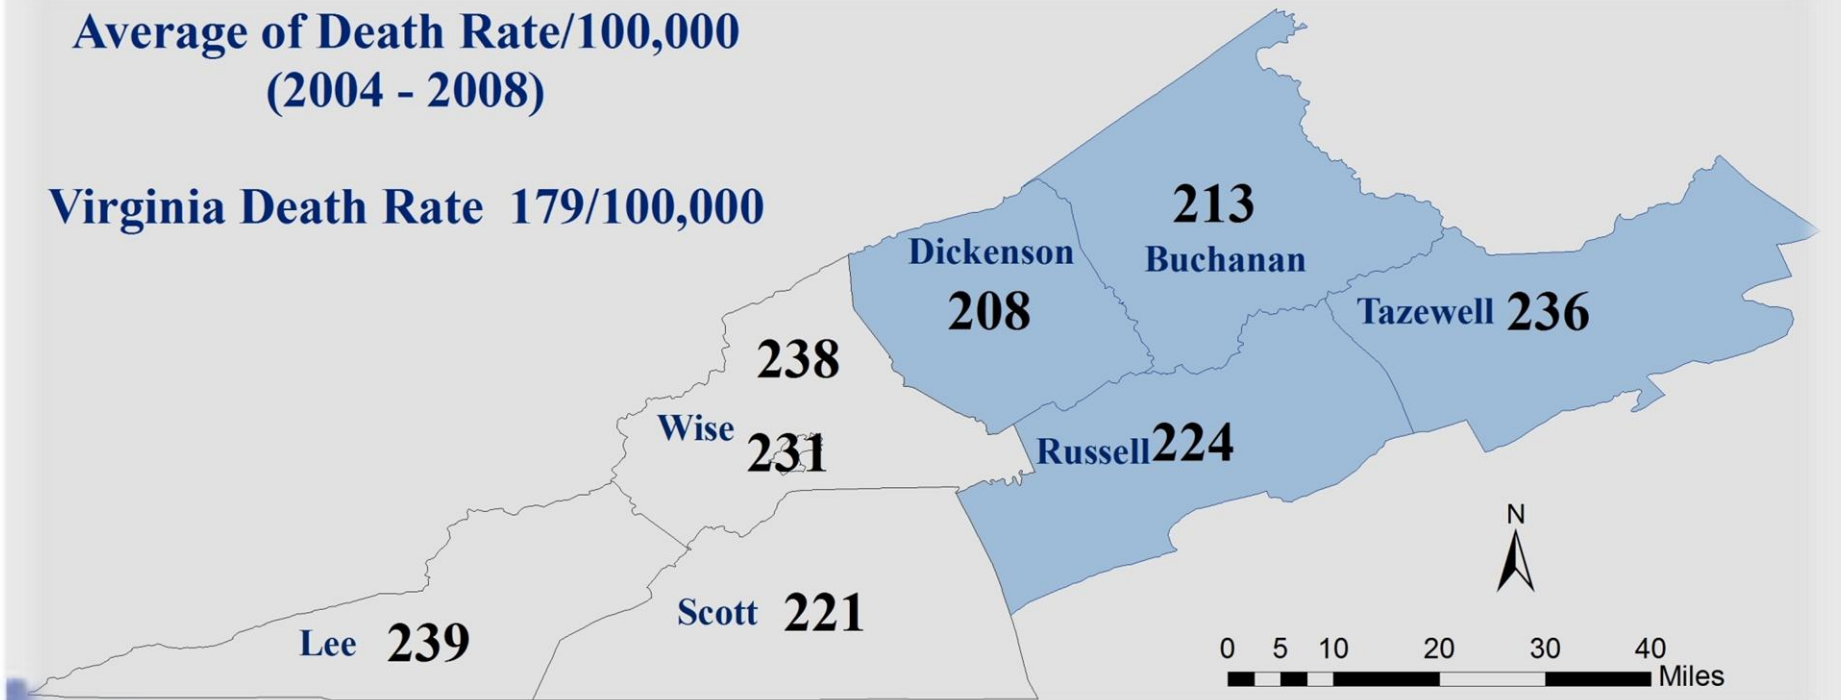 Average of Death Rate/100,000
(2004 - 2008)
Virginia Death Rate 179/100,000
213
Buchanan
Dickenson
208
Tazewell 236
238
Wise
231
Russell 224
N
Scott 221
Lee 239
0 5 10 20 30 40
Miles